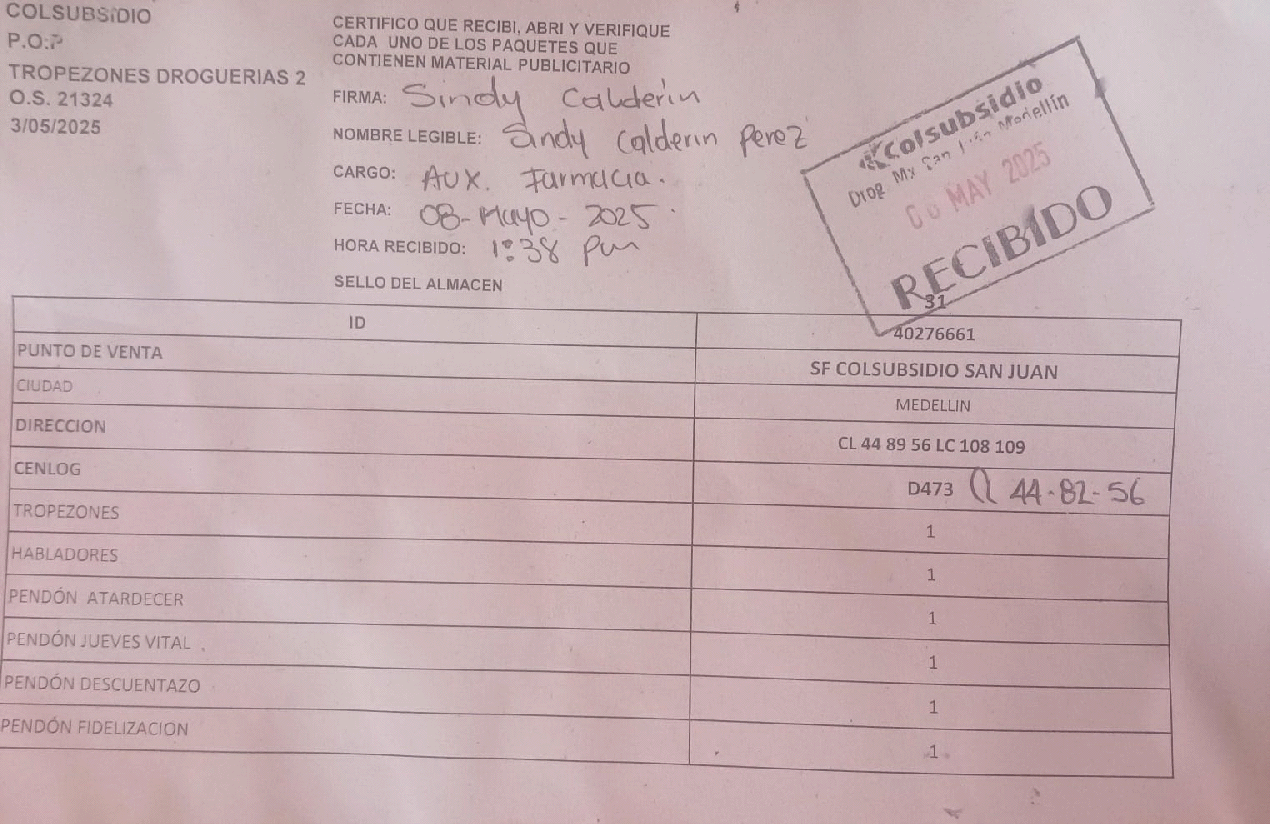 COLSUBSIDIO
P.O.P
TROPEZONES DROGUERIAS 2
O.S. 21324
3/05/2025
CERTIFICO QUE RECIBI, ABRI Y VERIFIQUE
CADA UNO DE LOS PAQUETES QUE
CONTIENEN MATERIAL PUBLICITARIO
FIRMA: Sindy Calderin
NOMBRE LEGIBLE: Sindy Calderin Perez
CARGO: Aux. Farmacia.
FECHA: 08-Mayo-2025.
HORA RECIBIDO: 1:38 pm
SELLO DEL ALMACEN
Colsubsidio
Drog My San Medellín
MAY 2025
RECIBIDO
31
ID 40276661
PUNTO DE VENTA SF COLSUBSIDIO SAN JUAN
CIUDAD MEDELLIN
DIRECCION CL 44 89 56 LC 108 109
CENLOG D473 Cl 44-82-56
TROPEZONES 1
HABLADORES 1
PENDÓN ATARDECER 1
PENDÓN JUEVES VITAL 1
PENDÓN DESCUENTAZO 1
PENDÓN FIDELIZACION 1